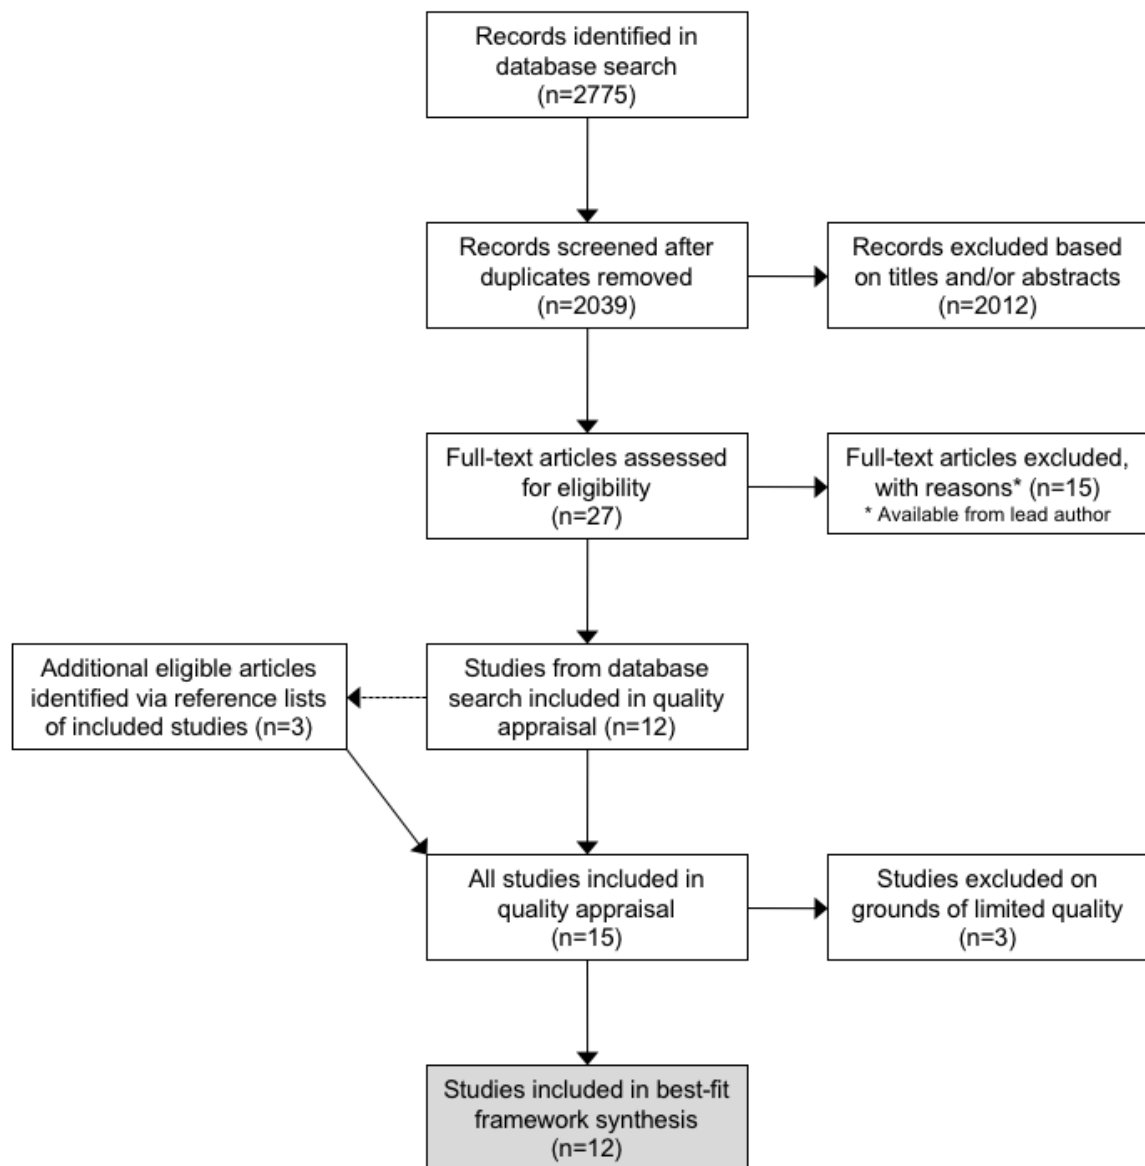 Records identified in
database search
(n=2775)
Records screened after
duplicates removed
(n=2039)
Records excluded based
on titles and/or abstracts
(n=2012)
Full-text articles assessed
for eligibility
(n=27)
Full-text articles excluded,
with reasons* (n=15)
* Available from lead author
Additional eligible articles
identified via reference lists
of included studies (n=3)
Studies from database
search included in quality
appraisal (n=12)
All studies included in
quality appraisal
(n=15)
Studies excluded on
grounds of limited quality
(n=3)
Studies included in best-fit
framework synthesis
(n=12)